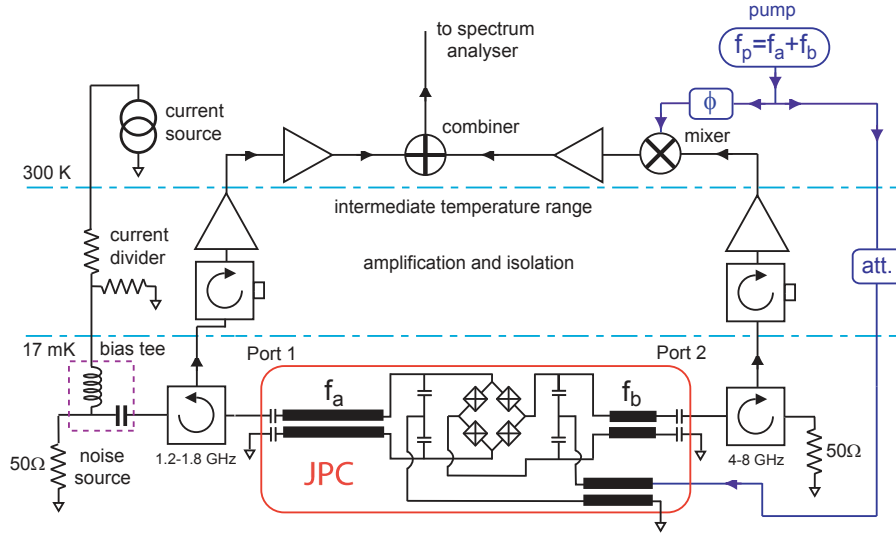 pump
f_p=f_a+f_b
to spectrum
analyser
current
source
combiner
ϕ
mixer
300 K
intermediate temperature range
current
divider
amplification and isolation
att.
17 mK
bias tee
Port 1
Port 2
f_a
f_b
50Ω
noise
source
1.2-1.8 GHz
JPC
4-8 GHz
50Ω